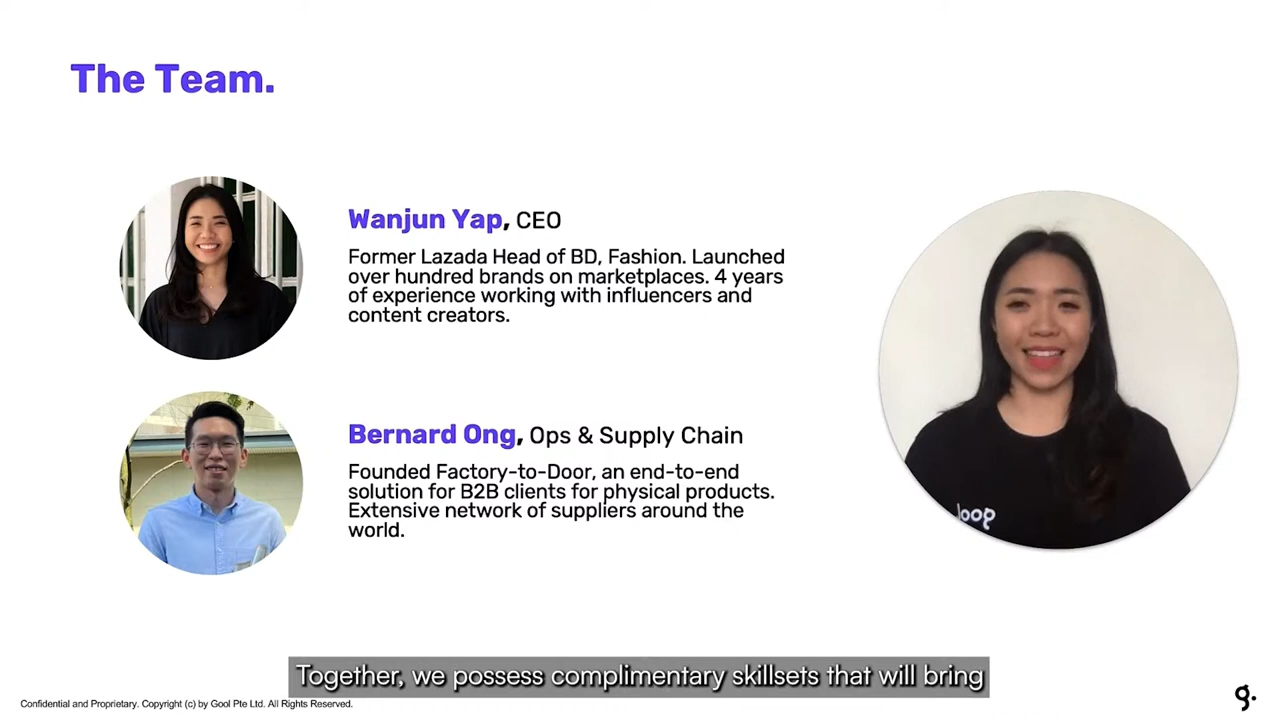 The Team.
Wanjun Yap, CEO
Former Lazada Head of BD, Fashion. Launched
over hundred brands on marketplaces. 4 years
of experience working with influencers and
content creators.
Bernard Ong, Ops & Supply Chain
Founded Factory-to-Door, an end-to-end
solution for B2B clients for physical products.
Extensive network of suppliers around the
world.
Together, we possess complimentary skillsets that will bring
Confidential and Proprietary. Copyright (c) by Gool Pte Ltd. All Rights Reserved.
g.